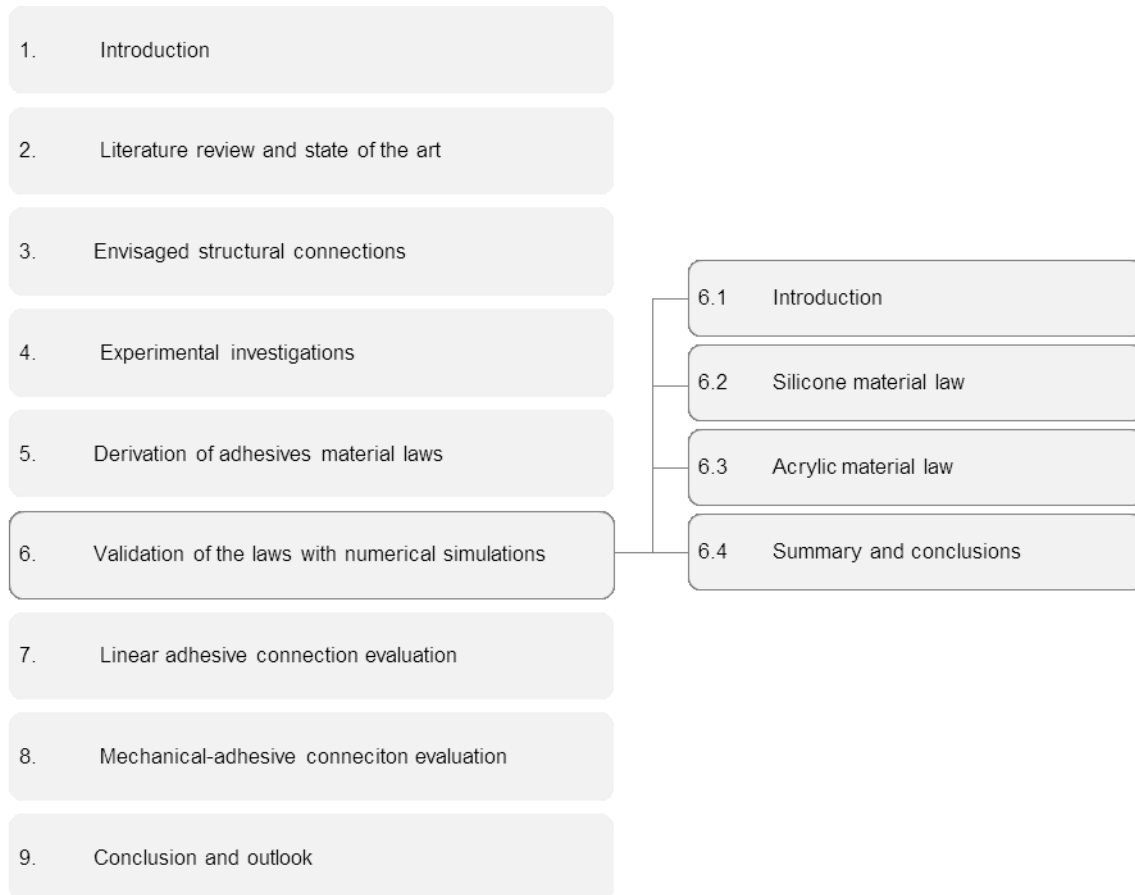 1. Introduction
2. Literature review and state of the art
3. Envisaged structural connections
4. Experimental investigations
5. Derivation of adhesives material laws
6. Validation of the laws with numerical simulations
6.1 Introduction
6.2 Silicone material law
6.3 Acrylic material law
6.4 Summary and conclusions
7. Linear adhesive connection evaluation
8. Mechanical-adhesive conneciton evaluation
9. Conclusion and outlook